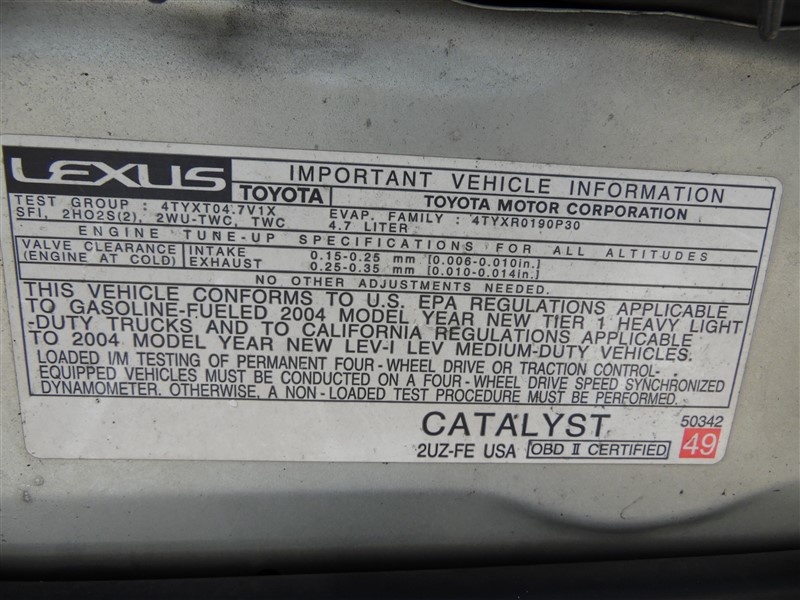 LEXUS
IMPORTANT VEHICLE INFORMATION
TOYOTA
TOYOTA MOTOR CORPORATION
TEST GROUP : 4TYXT04.7V1X
EVAP. FAMILY : 4TYXR0190P30
SFI, 2HO2S(2), 2WU-TWC, TWC
4.7 LITER
ENGINE TUNE-UP SPECIFICATIONS FOR ALL ALTITUDES
VALVE CLEARANCE INTAKE 0.15-0.25 mm [0.006-0.010in.]
(ENGINE AT COLD) EXHAUST 0.25-0.35 mm [0.010-0.014in.]
NO OTHER ADJUSTMENTS NEEDED.
THIS VEHICLE CONFORMS TO U.S. EPA REGULATIONS APPLICABLE
TO GASOLINE-FUELED 2004 MODEL YEAR NEW TIER 1 HEAVY LIGHT
-DUTY TRUCKS AND TO CALIFORNIA REGULATIONS APPLICABLE
TO 2004 MODEL YEAR NEW LEV-I LEV MEDIUM-DUTY VEHICLES.
LOADED I/M TESTING OF PERMANENT FOUR-WHEEL DRIVE OR TRACTION CONTROL-
EQUIPPED VEHICLES MUST BE CONDUCTED ON A FOUR-WHEEL DRIVE SPEED SYNCHRONIZED
DYNAMOMETER. OTHERWISE, A NON-LOADED TEST PROCEDURE MUST BE PERFORMED.
CATALYST
50342
2UZ-FE USA OBD II CERTIFIED
49